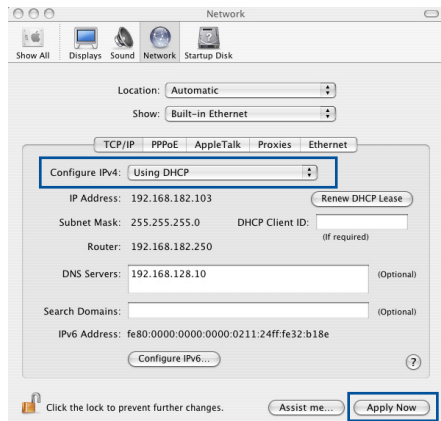 Network
Show All Displays Sound Network Startup Disk
Location: Automatic
Show: Built-in Ethernet
TCP/IP PPPoE AppleTalk Proxies Ethernet
Configure IPv4: Using DHCP
IP Address: 192.168.182.103 Renew DHCP Lease
Subnet Mask: 255.255.255.0 DHCP Client ID:
(If required)
Router: 192.168.182.250
DNS Servers: 192.168.128.10 (Optional)
Search Domains: (Optional)
IPv6 Address: fe80:0000:0000:0000:0211:24ff:fe32:b18e
Configure IPv6... ?
Click the lock to prevent further changes. Assist me... Apply Now